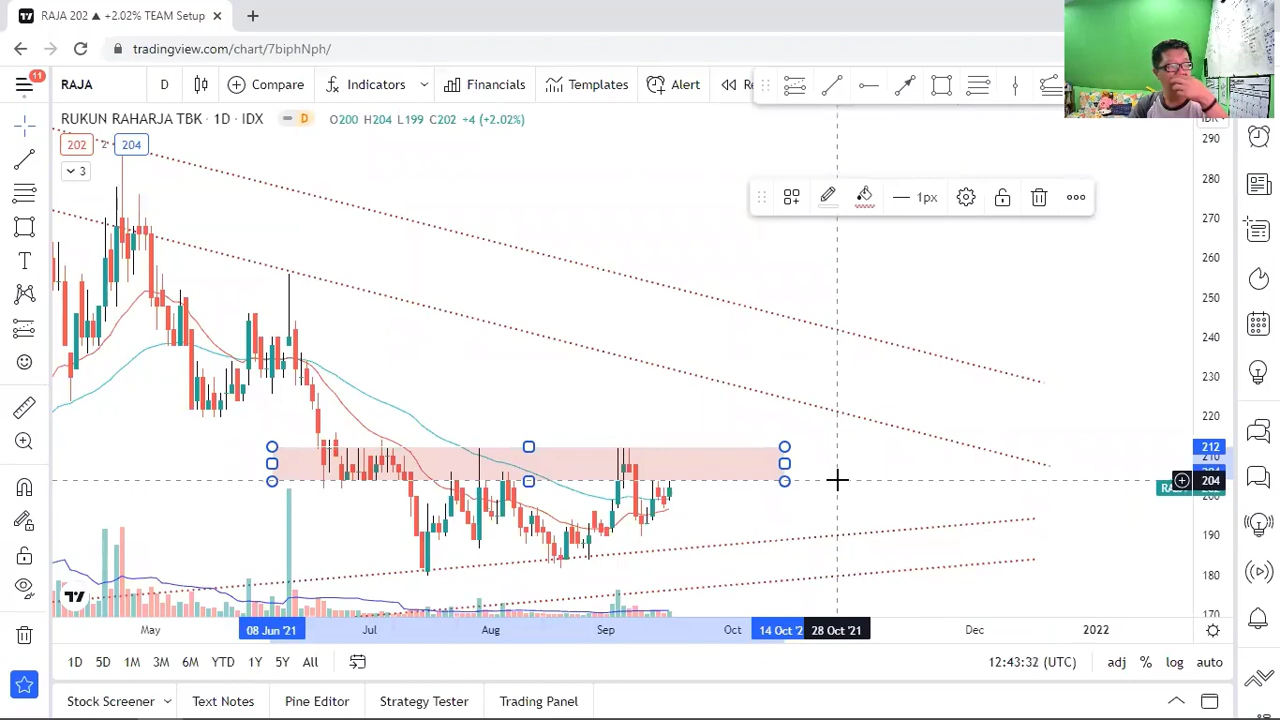 RAJA 202 ▲ +2.02% TEAM Setup
tradingview.com/chart/7biphNph/
11
RAJA D Compare Indicators Financials Templates Alert
RUKUN RAHARJA TBK · 1D · IDX D O200 H204 L199 C202 +4 (+2.02%)
202 2 204
3
1px
290
280
270
260
250
240
230
220
212
210
204
200
190
180
170
May 08 Jun '21 Jul Aug Sep Oct 14 Oct '2 28 Oct '21 Dec 2022
1D 5D 1M 3M 6M YTD 1Y 5Y All 12:43:32 (UTC) adj % log auto
Stock Screener Text Notes Pine Editor Strategy Tester Trading Panel